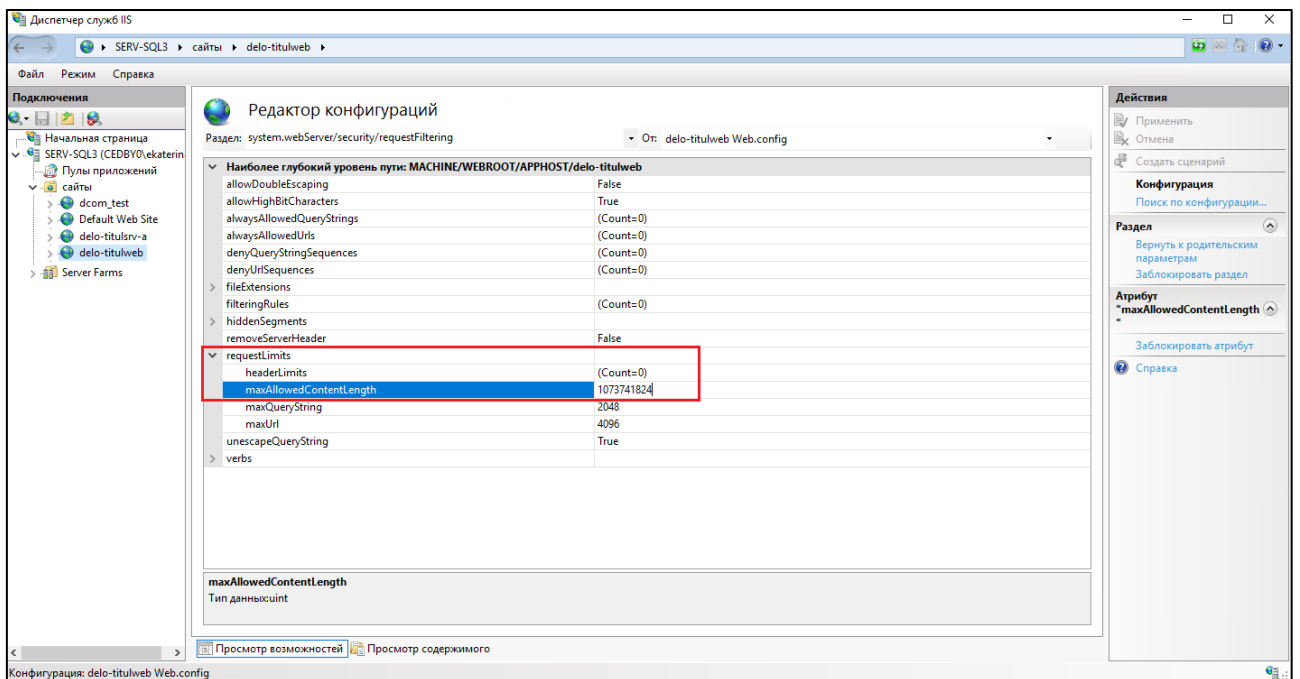 Диспетчер служб IIS
SERV-SQL3 сайты delo-titulweb
Файл Режим Справка
Подключения
Начальная страница
SERV-SQL3 (CEDBY0\ekaterin
Пулы приложений
сайты
dcom_test
Default Web Site
delo-titulsrv-a
delo-titulweb
Server Farms
Редактор конфигураций
Раздел: system.webServer/security/requestFiltering От: delo-titulweb Web.config
Наиболее глубокий уровень пути: MACHINE/WEBROOT/APPHOST/delo-titulweb
allowDoubleEscaping False
allowHighBitCharacters True
alwaysAllowedQueryStrings (Count=0)
alwaysAllowedUrls (Count=0)
denyQueryStringSequences (Count=0)
denyUrlSequences (Count=0)
fileExtensions
filteringRules (Count=0)
hiddenSegments
removeServerHeader False
requestLimits
headerLimits (Count=0)
maxAllowedContentLength 1073741824
maxQueryString 2048
maxUrl 4096
unescapeQueryString True
verbs
maxAllowedContentLength
Тип данных:uint
Просмотр возможностей Просмотр содержимого
Действия
Применить
Отмена
Создать сценарий
Конфигурация
Поиск по конфигурации...
Раздел
Вернуть к родительским
параметрам
Заблокировать раздел
Атрибут
"maxAllowedContentLength
"
Заблокировать атрибут
Справка
Конфигурация: delo-titulweb Web.config